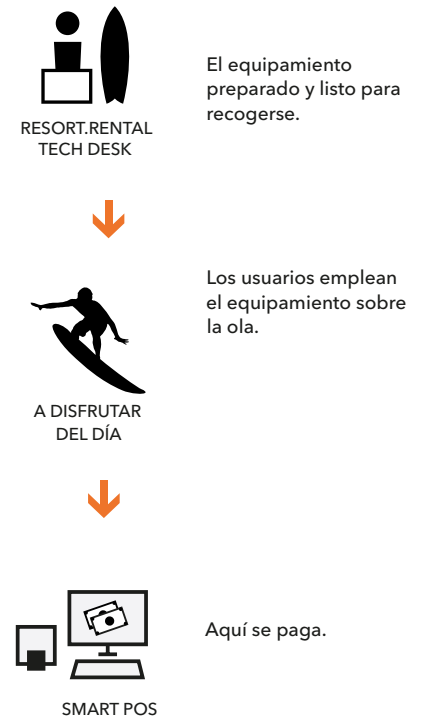 El equipamiento
preparado y listo para
recogerse.
RESORT.RENTAL
TECH DESK
Los usuarios emplean
el equipamiento sobre
la ola.
A DISFRUTAR
DEL DÍA
Aquí se paga.
SMART POS